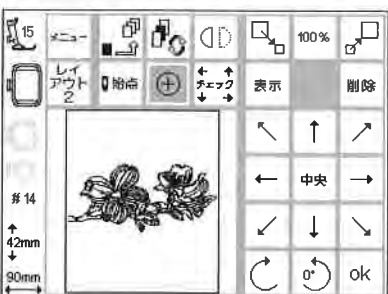 15
メニュー
100%
レイ
アウト
2
始点
チェック
表示
削除
中央
# 14
42mm
90mm
0°
ok